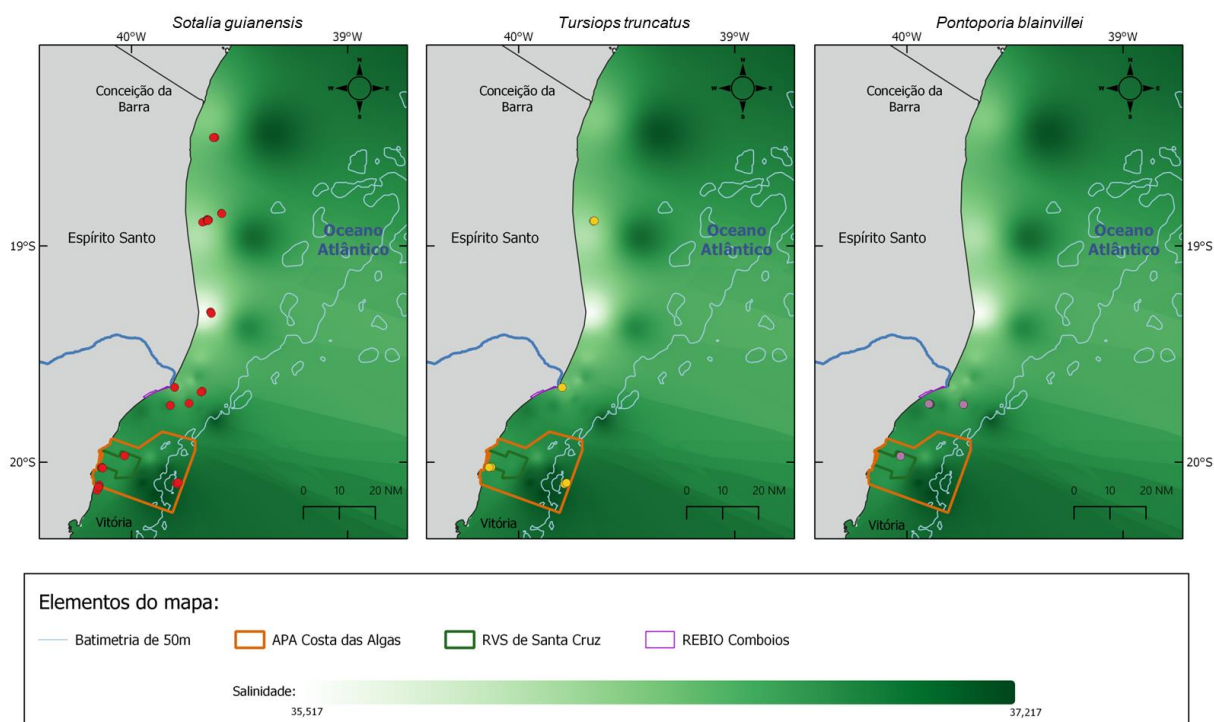 Sotalia guianensis
Tursiops truncatus
Pontoporia blainvillei
40°W
39°W
40°W
39°W
40°W
39°W
N
W
E
S
Conceição da
Barra
N
W
E
S
Conceição da
Barra
N
W
E
S
Conceição da
Barra
19°S
Espírito Santo
Oceano
Atlântico
Espírito Santo
Oceano
Atlântico
Espírito Santo
Oceano
Atlântico
19°S
20°S
20°S
0 10 20 NM
Vitória
0 10 20 NM
Vitória
0 10 20 NM
Vitória
Elementos do mapa:
Batimetria de 50m
APA Costa das Algas
RVS de Santa Cruz
REBIO Comboios
Salinidade:
35,517
37,217